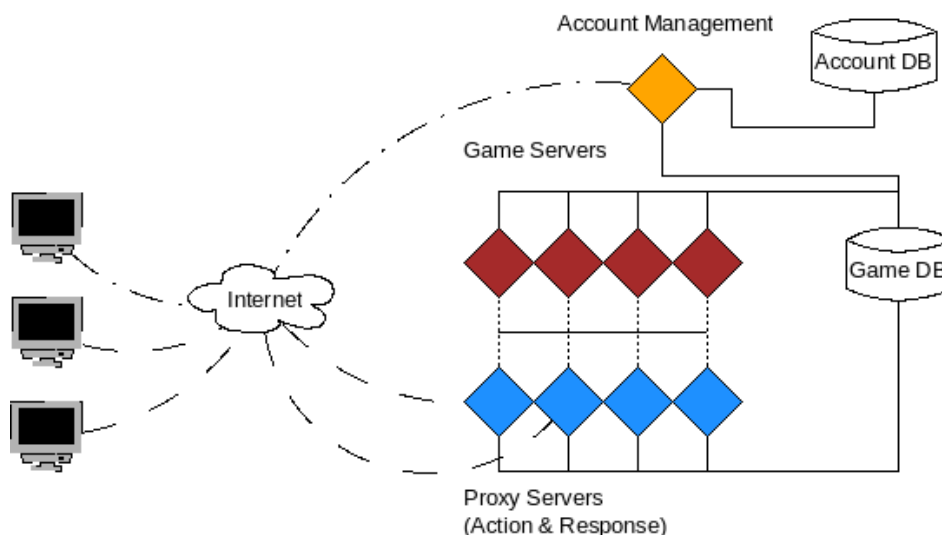 Account Management
Account DB
Game Servers
Internet
Game DB
Proxy Servers
(Action & Response)